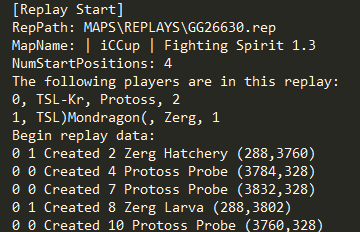 [Replay Start]
RepPath: MAPS\REPLAYS\GG26630.rep
MapName: | iCCup | Fighting Spirit 1.3
NumStartPositions: 4
The following players are in this replay:
0, TSL-Kr, Protoss, 2
1, TSL)Mondragon(, Zerg, 1
Begin replay data:
0 1 Created 2 Zerg Hatchery (288,3760)
0 0 Created 4 Protoss Probe (3784,328)
0 0 Created 7 Protoss Probe (3832,328)
0 1 Created 8 Zerg Larva (288,3802)
0 0 Created 10 Protoss Probe (3760,328)